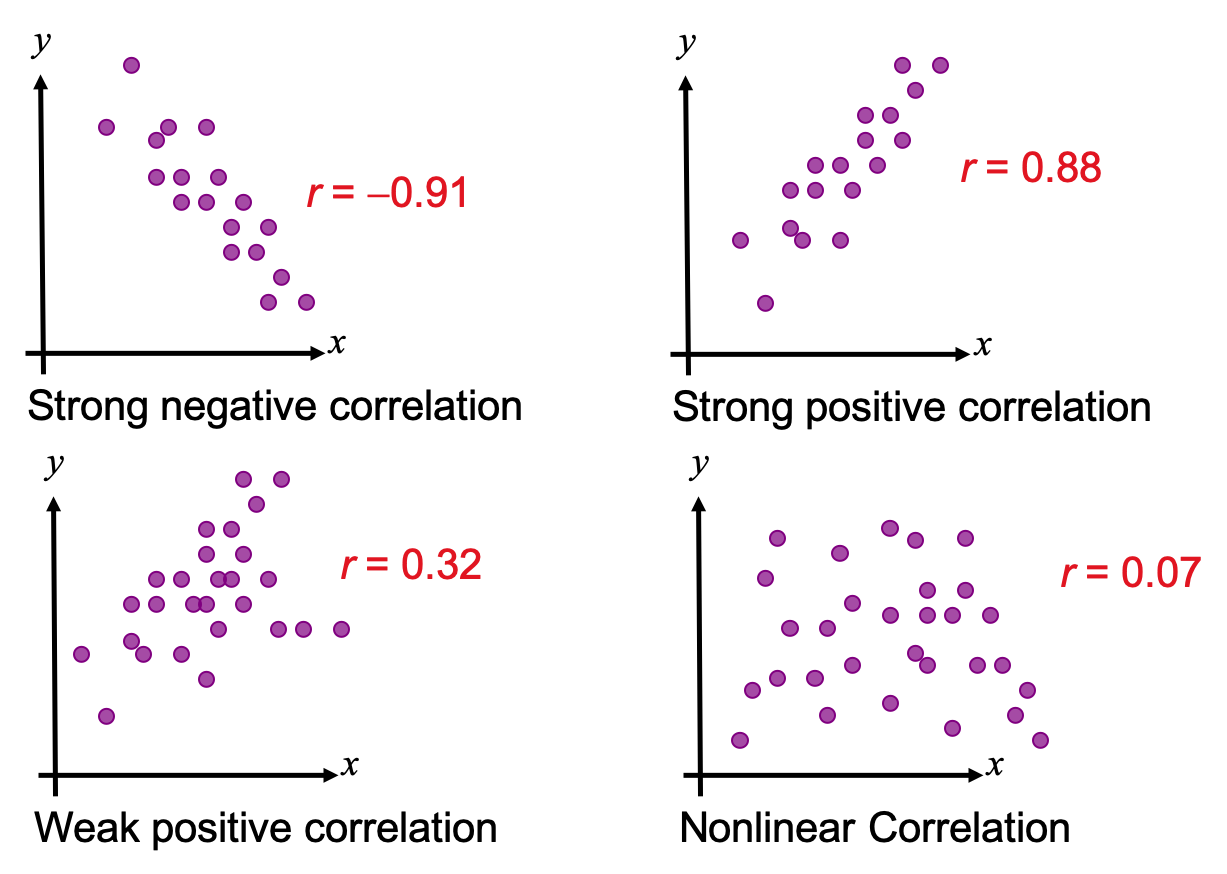 y
y
r = –0.91
r = 0.88
x
x
Strong negative correlation
Strong positive correlation
y
y
r = 0.32
r = 0.07
x
x
Weak positive correlation
Nonlinear Correlation